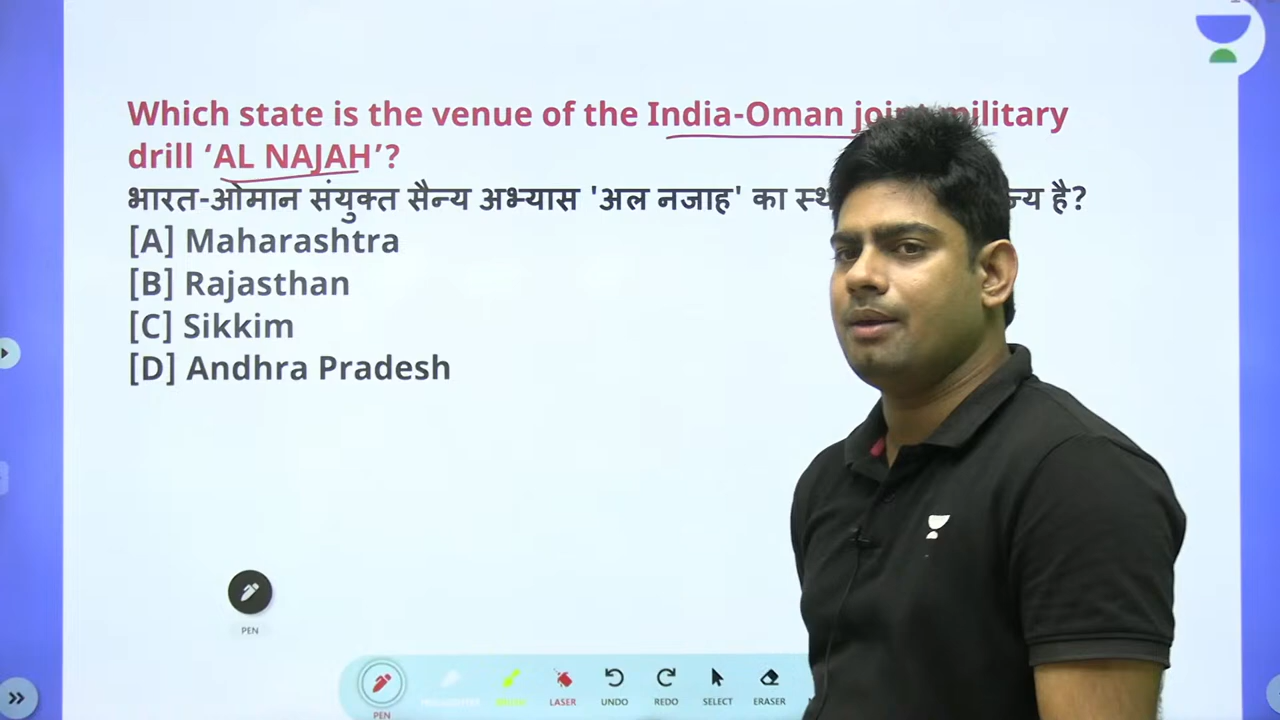 Which state is the venue of the India-Oman joint military
drill ‘AL NAJAH’?
भारत-ओमान संयुक्त सैन्य अभ्यास 'अल नजाह' का है?
[A] Maharashtra
[B] Rajasthan
[C] Sikkim
[D] Andhra Pradesh
PEN
PEN
LASER
UNDO
REDO
SELECT
ERASER